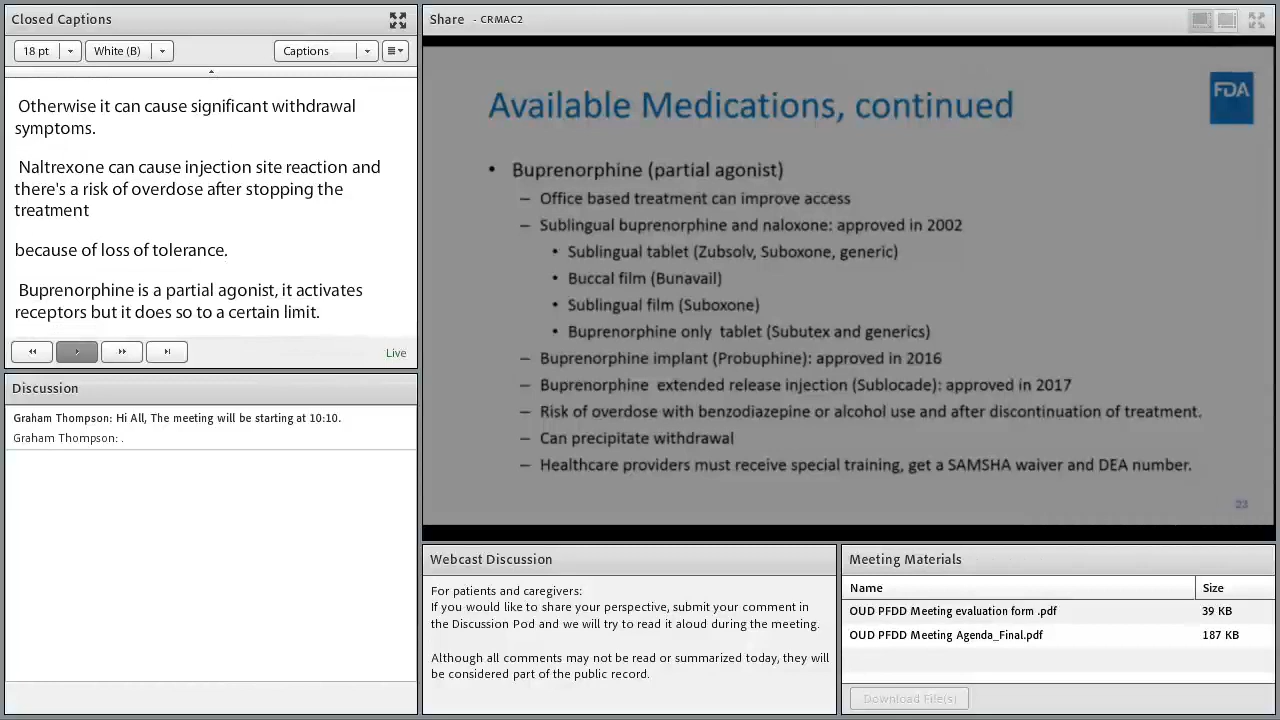 Closed Captions
18 pt
White (B)
Captions
Otherwise it can cause significant withdrawal
symptoms.
Naltrexone can cause injection site reaction and
there's a risk of overdose after stopping the
treatment
because of loss of tolerance.
Buprenorphine is a partial agonist, it activates
receptors but it does so to a certain limit.
Live
Discussion
Graham Thompson: Hi All, The meeting will be starting at 10:10.
Graham Thompson: .
Share - CRMAC2
FDA
Available Medications, continued
• Buprenorphine (partial agonist)
– Office based treatment can improve access
– Sublingual buprenorphine and naloxone: approved in 2002
• Sublingual tablet (Zubsolv, Suboxone, generic)
• Buccal film (Bunavail)
• Sublingual film (Suboxone)
• Buprenorphine only tablet (Subutex and generics)
– Buprenorphine implant (Probuphine): approved in 2016
– Buprenorphine extended release injection (Sublocade): approved in 2017
– Risk of overdose with benzodiazepine or alcohol use and after discontinuation of treatment.
– Can precipitate withdrawal
– Healthcare providers must receive special training, get a SAMSHA waiver and DEA number.
23
Webcast Discussion
For patients and caregivers:
If you would like to share your perspective, submit your comment in
the Discussion Pod and we will try to read it aloud during the meeting.
Although all comments may not be read or summarized today, they will
be considered part of the public record.
Meeting Materials
Name Size
OUD PFDD Meeting evaluation form .pdf 39 KB
OUD PFDD Meeting Agenda_Final.pdf 187 KB
Download File(s)